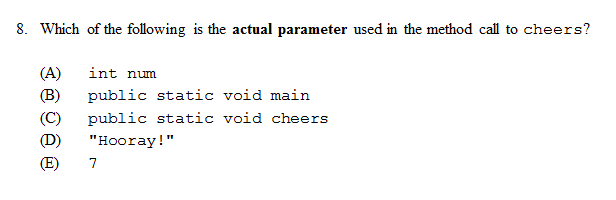 8. Which of the following is the actual parameter used in the method call to cheers?
(A) int num
(B) public static void main
(C) public static void cheers
(D) "Hooray!"
(E) 7